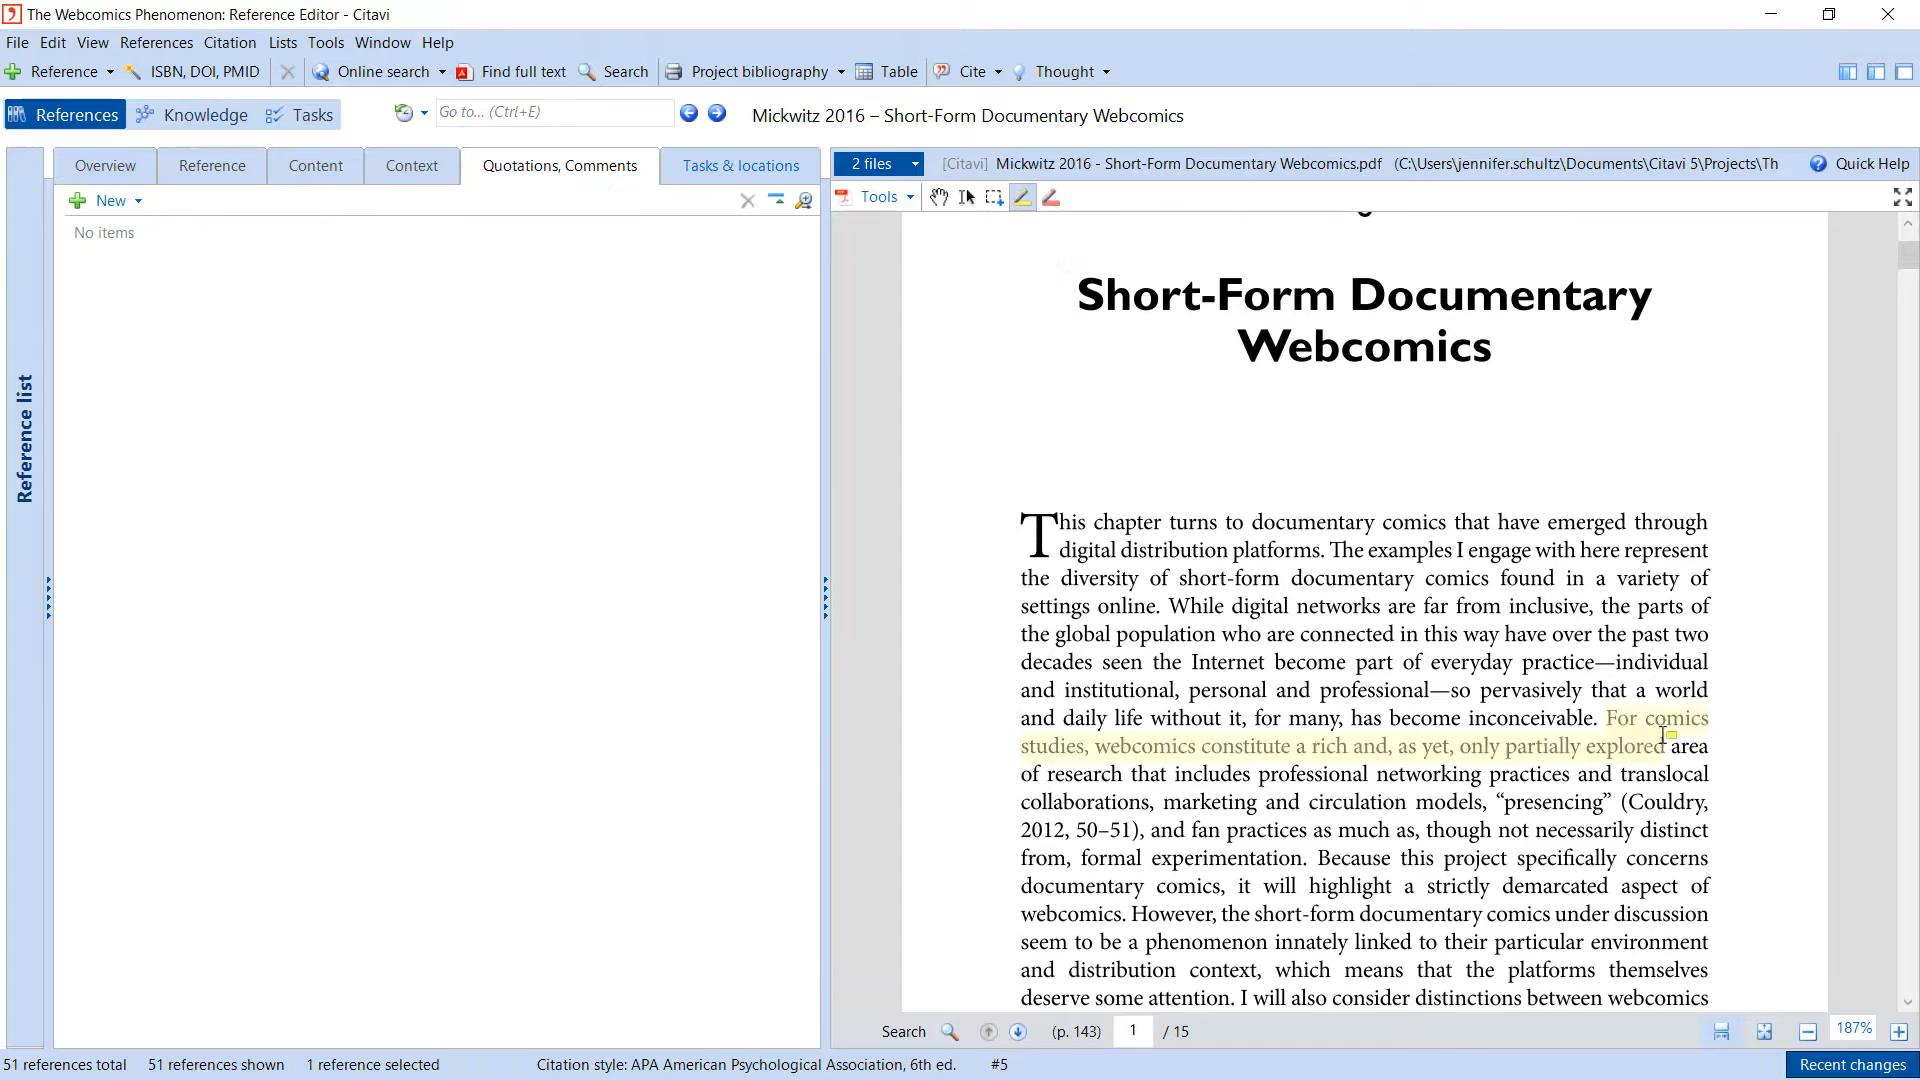 The Webcomics Phenomenon: Reference Editor - Citavi
File Edit View References Citation Lists Tools Window Help
Reference ISBN, DOI, PMID Online search Find full text Search Project bibliography Table Cite Thought
References Knowledge Tasks Go to... (Ctrl+E) Mickwitz 2016 – Short-Form Documentary Webcomics
Overview Reference Content Context Quotations, Comments Tasks & locations
2 files [Citavi] Mickwitz 2016 - Short-Form Documentary Webcomics.pdf (C:\Users\jennifer.schultz\Documents\Citavi 5\Projects\Th Quick Help
New
Tools
No items
Reference list
Short-Form Documentary
Webcomics
This chapter turns to documentary comics that have emerged through
digital distribution platforms. The examples I engage with here represent
the diversity of short-form documentary comics found in a variety of
settings online. While digital networks are far from inclusive, the parts of
the global population who are connected in this way have over the past two
decades seen the Internet become part of everyday practice—individual
and institutional, personal and professional—so pervasively that a world
and daily life without it, for many, has become inconceivable. For comics
studies, webcomics constitute a rich and, as yet, only partially explored area
of research that includes professional networking practices and translocal
collaborations, marketing and circulation models, “presencing” (Couldry,
2012, 50–51), and fan practices as much as, though not necessarily distinct
from, formal experimentation. Because this project specifically concerns
documentary comics, it will highlight a strictly demarcated aspect of
webcomics. However, the short-form documentary comics under discussion
seem to be a phenomenon innately linked to their particular environment
and distribution context, which means that the platforms themselves
deserve some attention. I will also consider distinctions between webcomics
Search (p. 143) 1 / 15 187%
51 references total 51 references shown 1 reference selected Citation style: APA American Psychological Association, 6th ed. #5 Recent changes